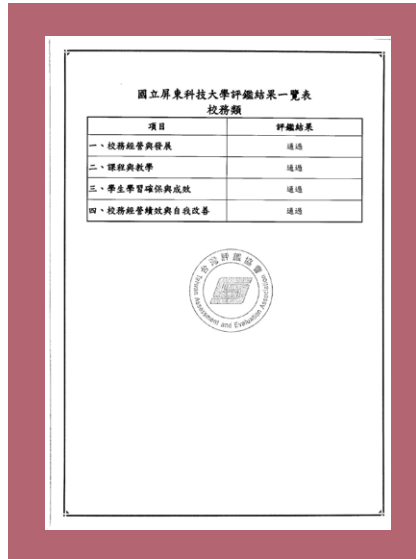 國立屏東科技大學評鑑結果一覽表
校務類
項目 評鑑結果
一、校務經營與發展 通過
二、課程與教學 通過
三、學生學習確保與成效 通過
四、校務經營績效與自我改善 通過
台灣評鑑協會
Taiwan Assessment and Evaluation Association